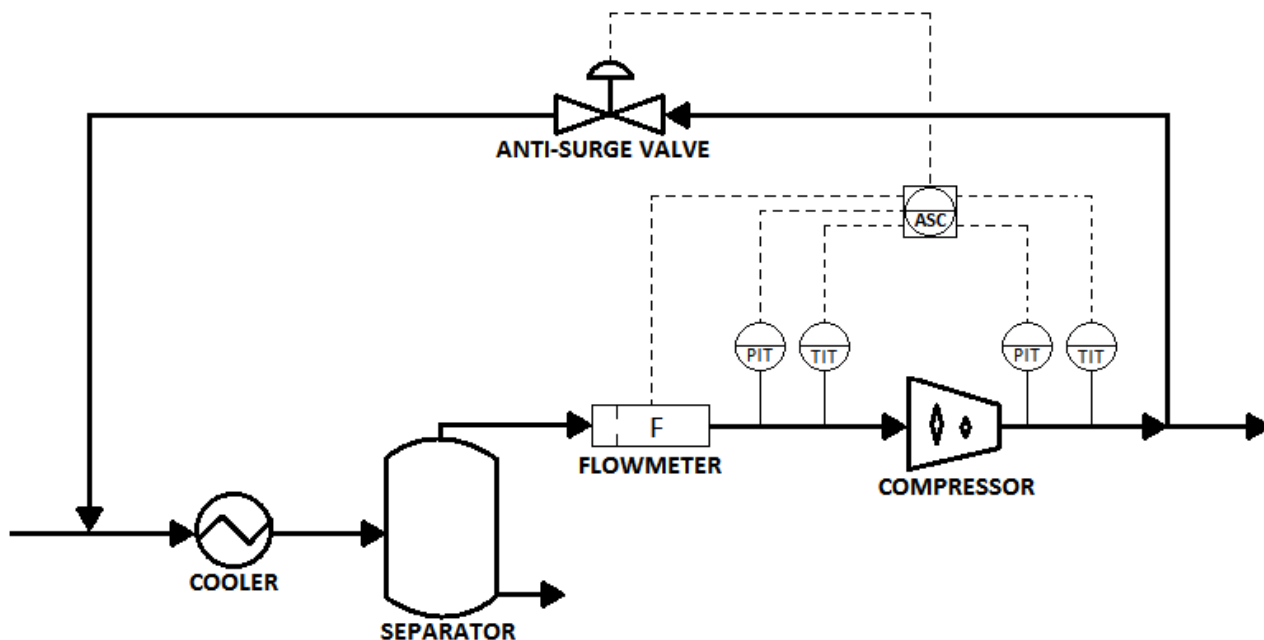 ANTI-SURGE VALVE
ASC
PIT
TIT
PIT
TIT
F
FLOWMETER
COMPRESSOR
COOLER
SEPARATOR